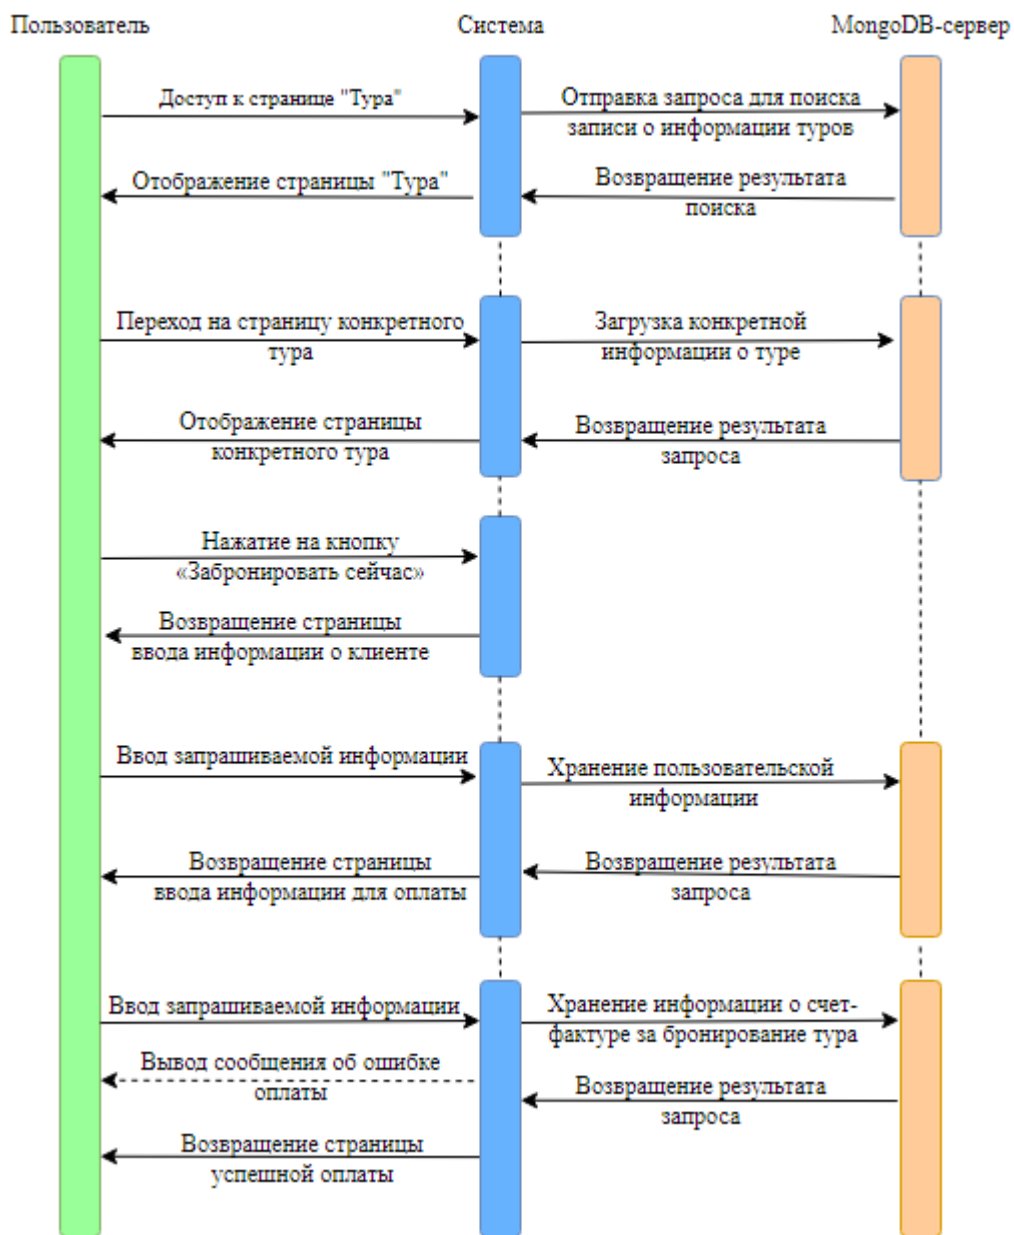 Пользователь
Система
MongoDB-сервер
Доступ к странице "Тура"
Отправка запроса для поиска
записи о информации туров
Отображение страницы "Тура"
Возвращение результата
поиска
Переход на страницу конкретного
тура
Загрузка конкретной
информации о туре
Отображение страницы
конкретного тура
Возвращение результата
запроса
Нажатие на кнопку
«Забронировать сейчас»
Возвращение страницы
ввода информации о клиенте
Ввод запрашиваемой информации
Хранение пользовательской
информации
Возвращение страницы
ввода информации для оплаты
Возвращение результата
запроса
Ввод запрашиваемой информации
Хранение информации о счет-
фактуре за бронирование тура
Вывод сообщения об ошибке
оплаты
Возвращение результата
запроса
Возвращение страницы
успешной оплаты